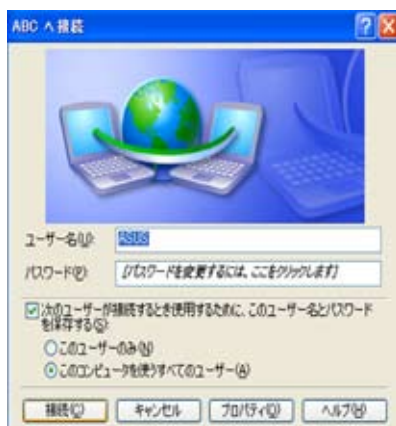 ABC へ接続
ユーザー名(U):
ASUS
パスワード(P):
[パスワードを変更するには、ここをクリックします]
次のユーザーが接続するとき使用するために、このユーザー名とパスワード
を保存する(S):
このユーザーのみ(N)
このコンピュータを使うすべてのユーザー(A)
接続(C)
キャンセル
プロパティ(O)
ヘルプ(H)